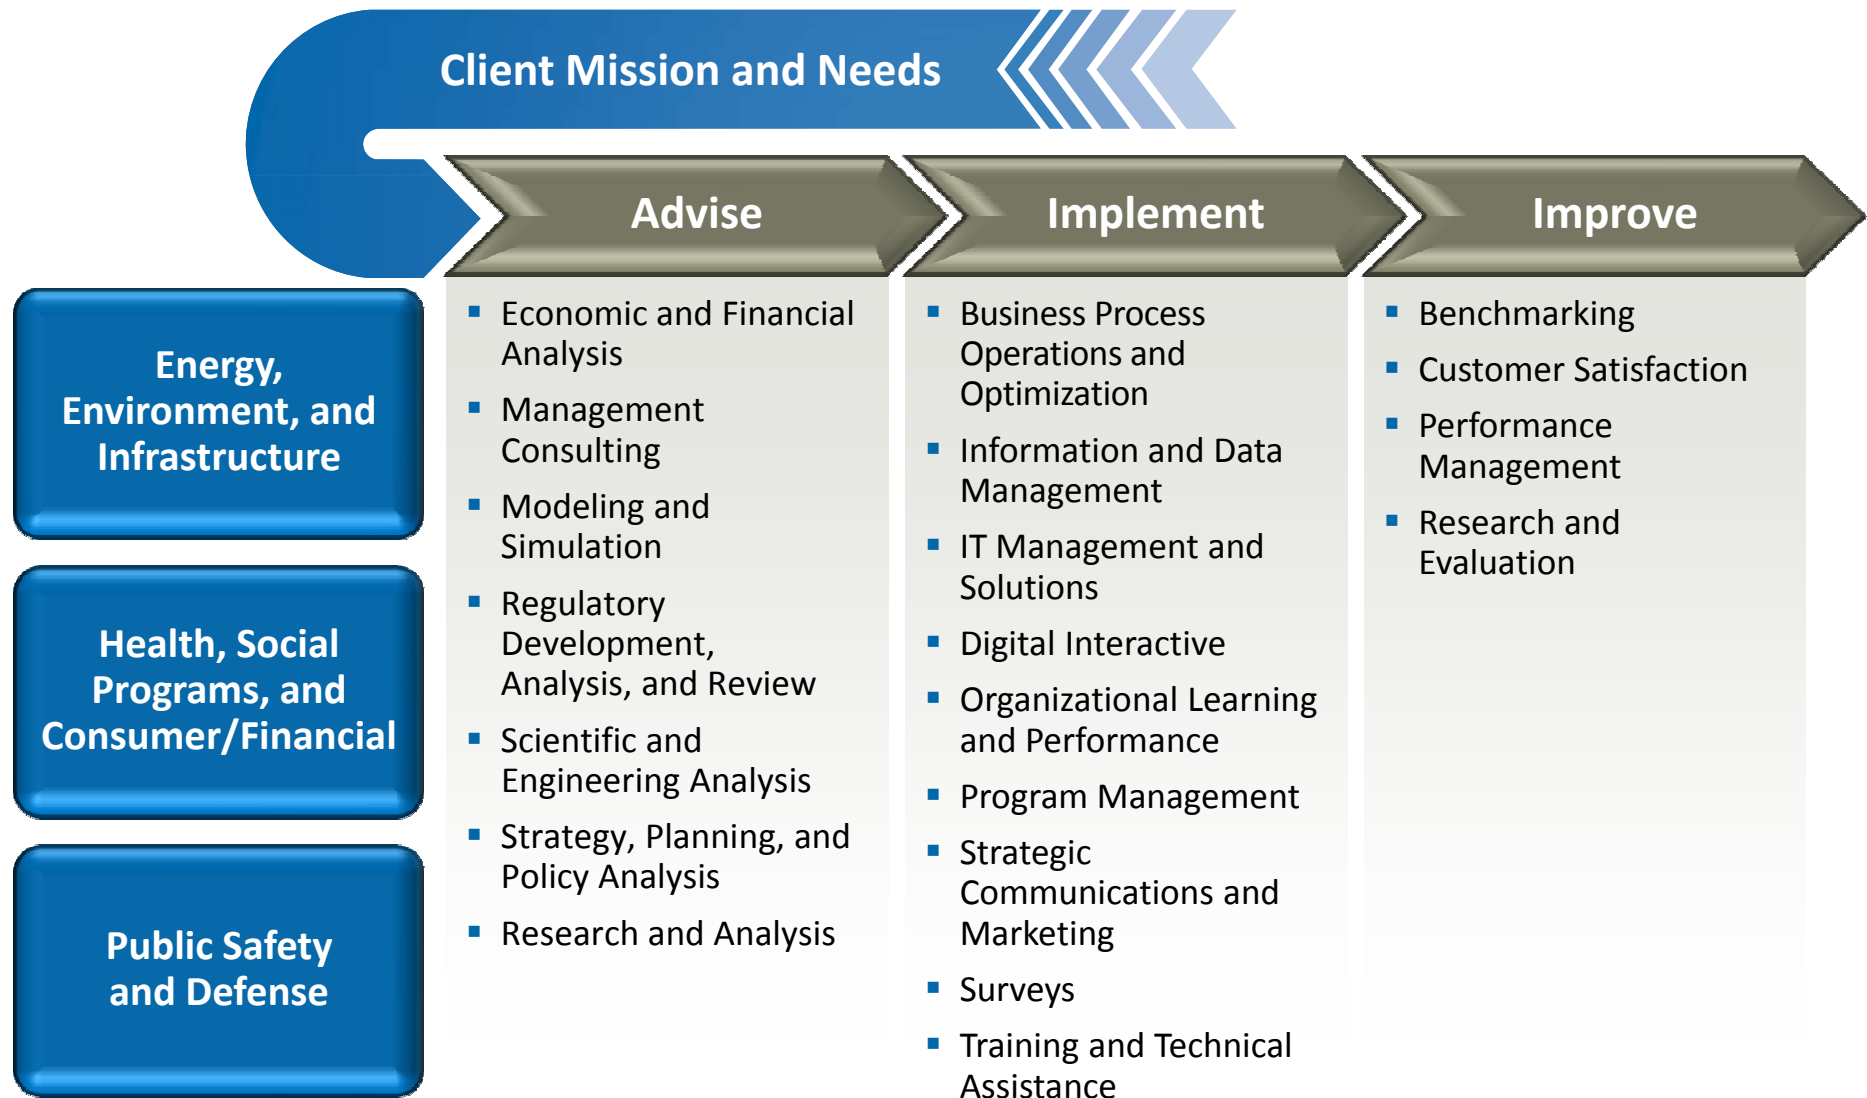 Client Mission and Needs
Advise
Implement
Improve
Energy,
Environment, and
Infrastructure
Health, Social
Programs, and
Consumer/Financial
Public Safety
and Defense
▪ Economic and Financial
Analysis
▪ Management
Consulting
▪ Modeling and
Simulation
▪ Regulatory
Development,
Analysis, and Review
▪ Scientific and
Engineering Analysis
▪ Strategy, Planning, and
Policy Analysis
▪ Research and Analysis
▪ Business Process
Operations and
Optimization
▪ Information and Data
Management
▪ IT Management and
Solutions
▪ Digital Interactive
▪ Organizational Learning
and Performance
▪ Program Management
▪ Strategic
Communications and
Marketing
▪ Surveys
▪ Training and Technical
Assistance
▪ Benchmarking
▪ Customer Satisfaction
▪ Performance
Management
▪ Research and
Evaluation